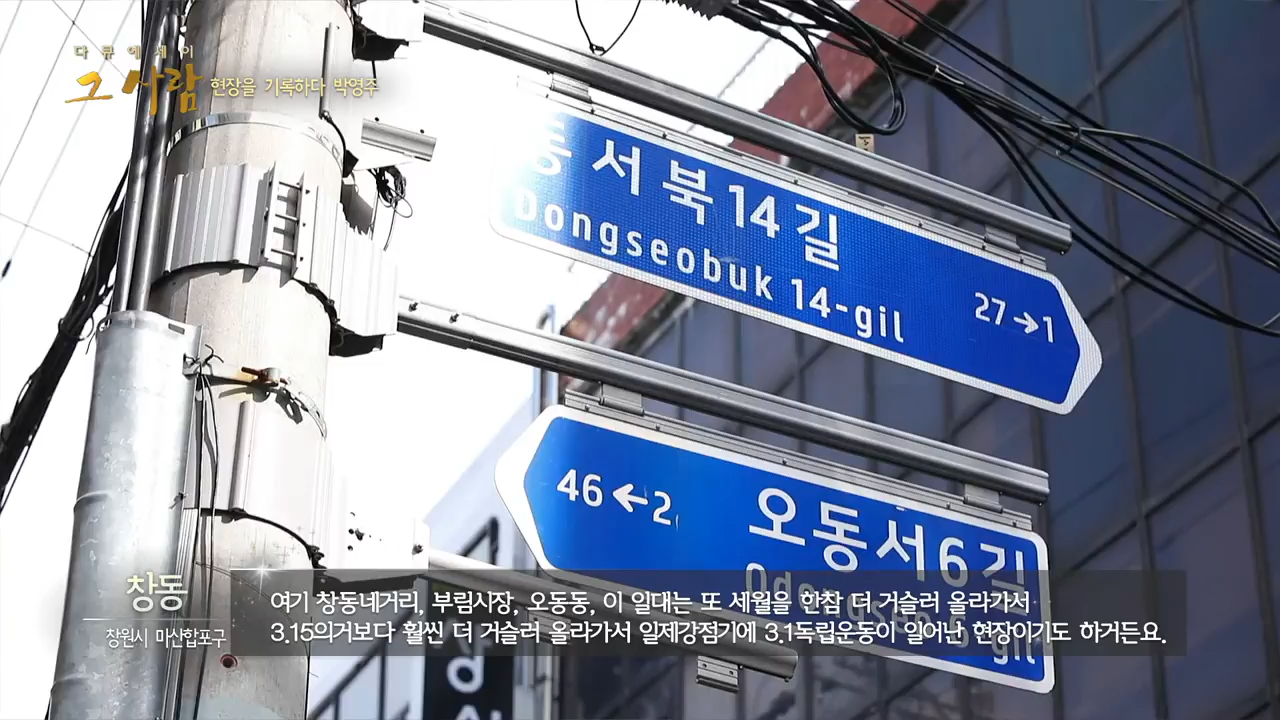 다큐에세이
그 사람 현장을 기록하다 박영주
동서북14길
Dongseobuk 14-gil
27→1
46←2
오동서6길
Odongseo 6-gil
창동
창원시 마산합포구
여기 창동네거리, 부림시장, 오동동, 이 일대는 또 세월을 한참 더 거슬러 올라가서
3.15의거보다 훨씬 더 거슬러 올라가서 일제강점기에 3.1독립운동이 일어난 현장이기도 하거든요.